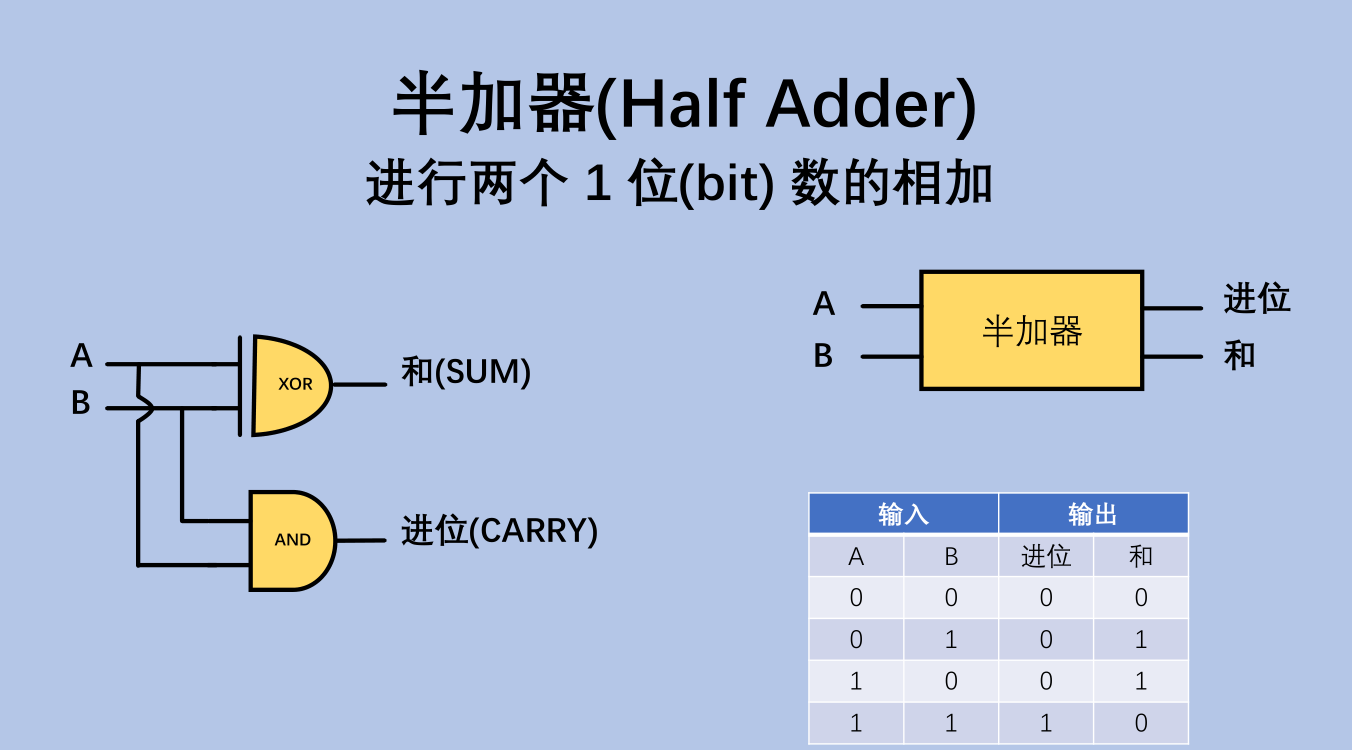 半加器(Half Adder)
进行两个 1 位(bit) 数的相加
A
B
XOR
和(SUM)
AND
进位(CARRY)
A
B
半加器
进位
和
输入 输出
A B 进位 和
0 0 0 0
0 1 0 1
1 0 0 1
1 1 1 0